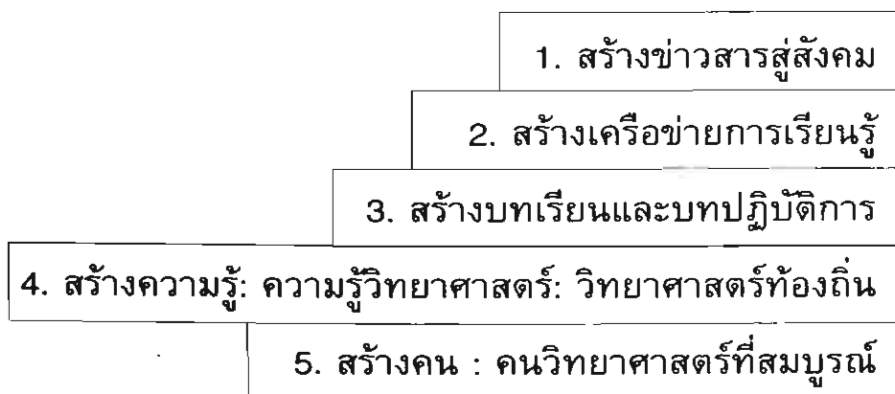 1. สร้างข่าวสารสู่สังคม
2. สร้างเครือข่ายการเรียนรู้
3. สร้างบทเรียนและบทปฏิบัติการ
4. สร้างความรู้: ความรู้วิทยาศาสตร์: วิทยาศาสตร์ท้องถิ่น
5. สร้างคน : คนวิทยาศาสตร์ที่สมบูรณ์